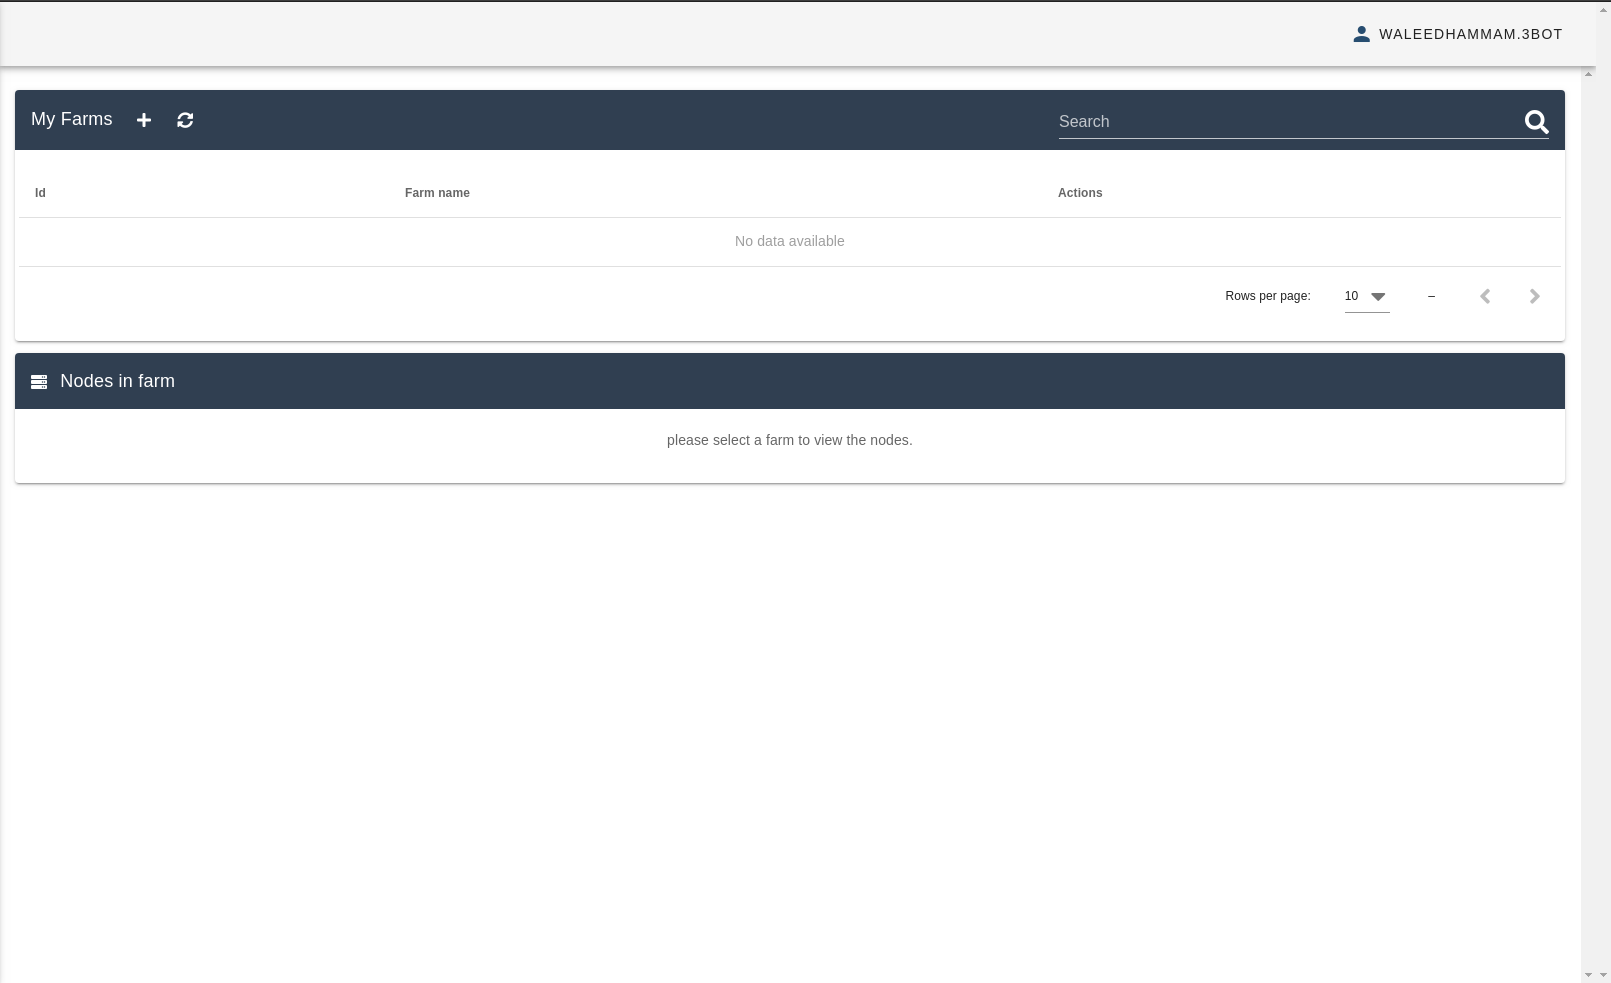 WALEEDHAMMAM.3BOT
My Farms
Search
Id Farm name Actions
No data available
Rows per page: 10 –
Nodes in farm
please select a farm to view the nodes.